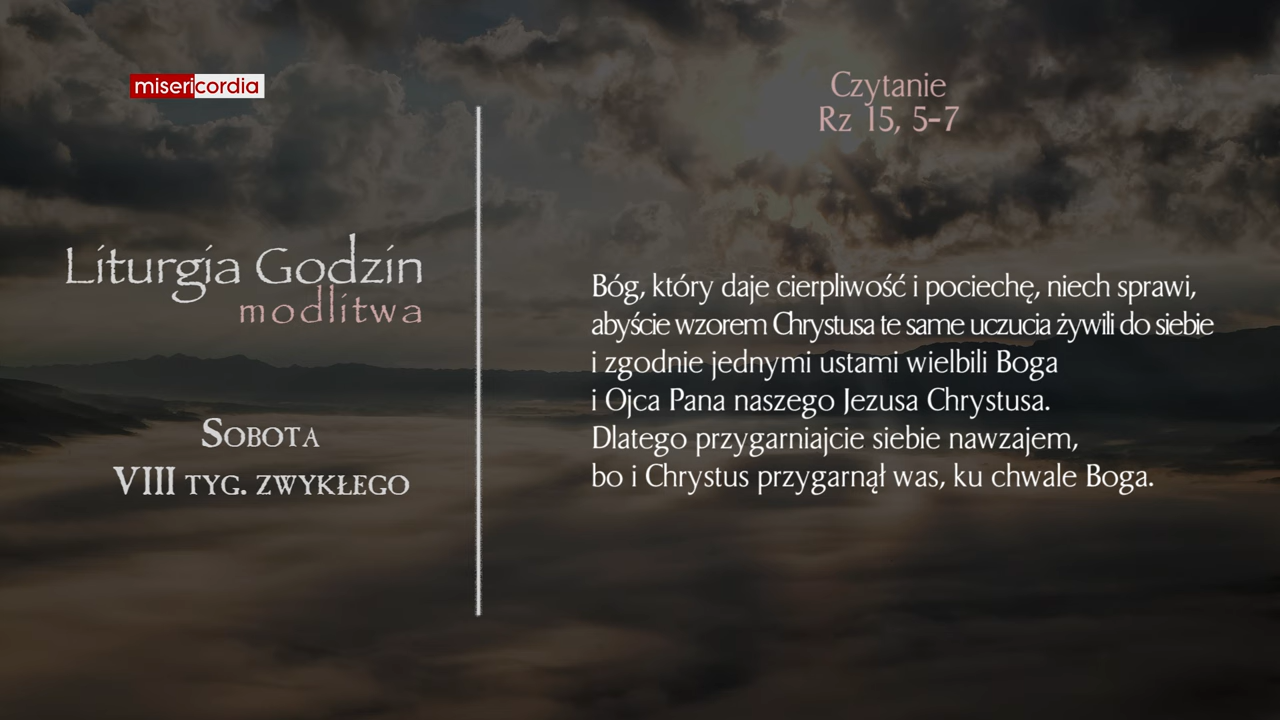 misericordia
Liturgia Godzin
modlitwa
Sobota
VIII tyg. zwykłego
Czytanie
Rz 15, 5-7
Bóg, który daje cierpliwość i pociechę, niech sprawi,
abyście wzorem Chrystusa te same uczucia żywili do siebie
i zgodnie jednymi ustami wielbili Boga
i Ojca Pana naszego Jezusa Chrystusa.
Dlatego przygarniajcie siebie nawzajem,
bo i Chrystus przygarnął was, ku chwale Boga.